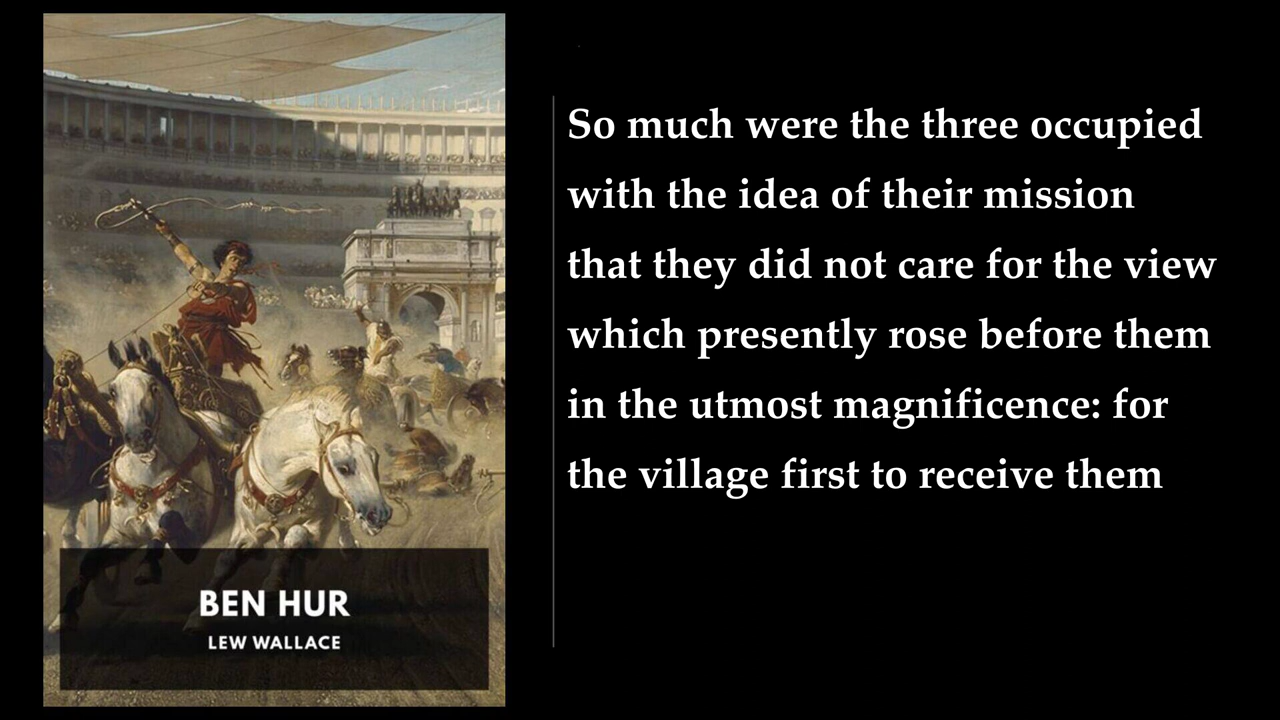 So much were the three occupied
with the idea of their mission
that they did not care for the view
which presently rose before them
in the utmost magnificence: for
the village first to receive them
BEN HUR
LEW WALLACE